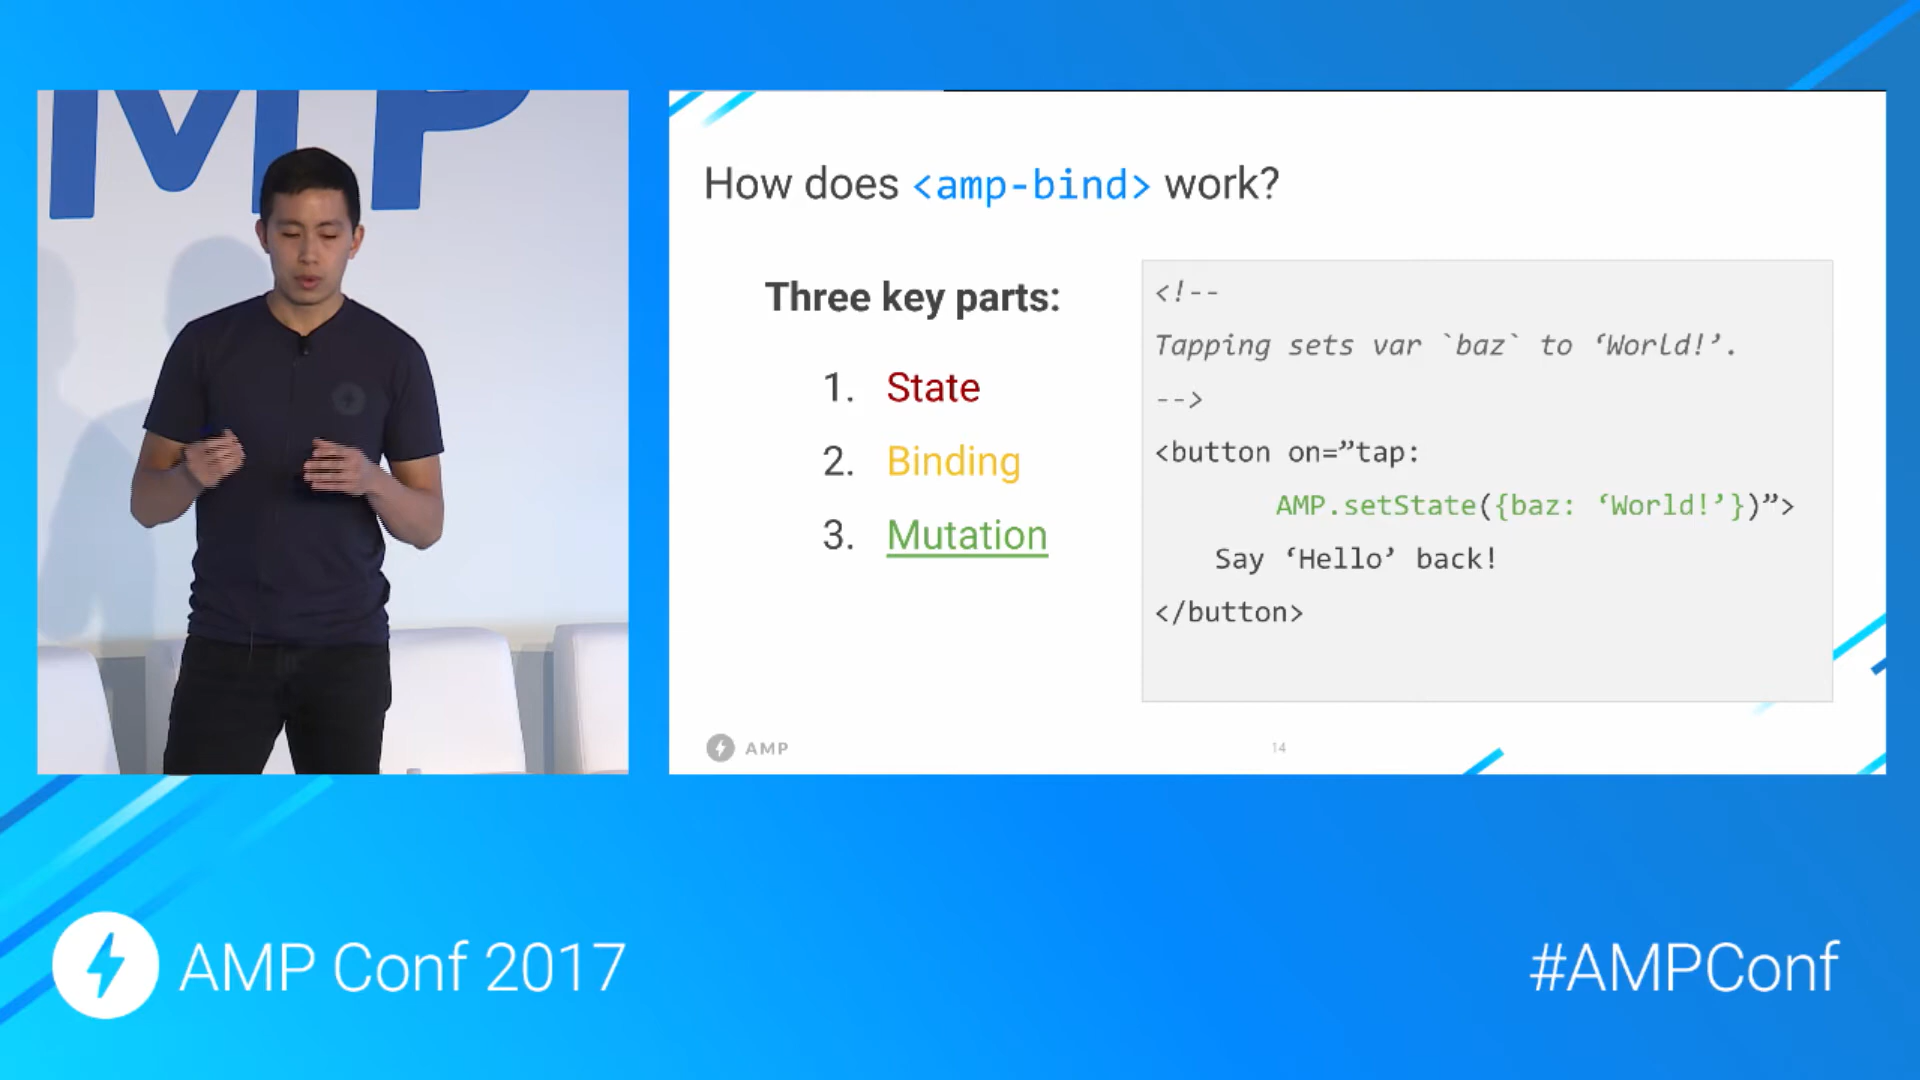 MP
How does <amp-bind> work?
Three key parts:
1. State
2. Binding
3. Mutation
<!--
Tapping sets var `baz` to ‘World!’.
-->
<button on=”tap:
AMP.setState({baz: ‘World!’})”>
Say ‘Hello’ back!
</button>
AMP
14
AMP Conf 2017
#AMPConf